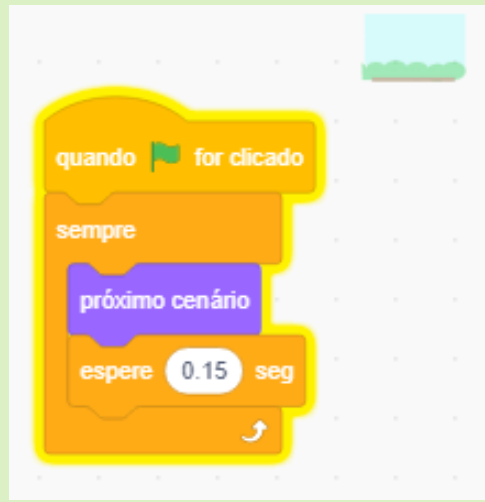 quando for clicado
sempre
próximo cenário
espere 0.15 seg